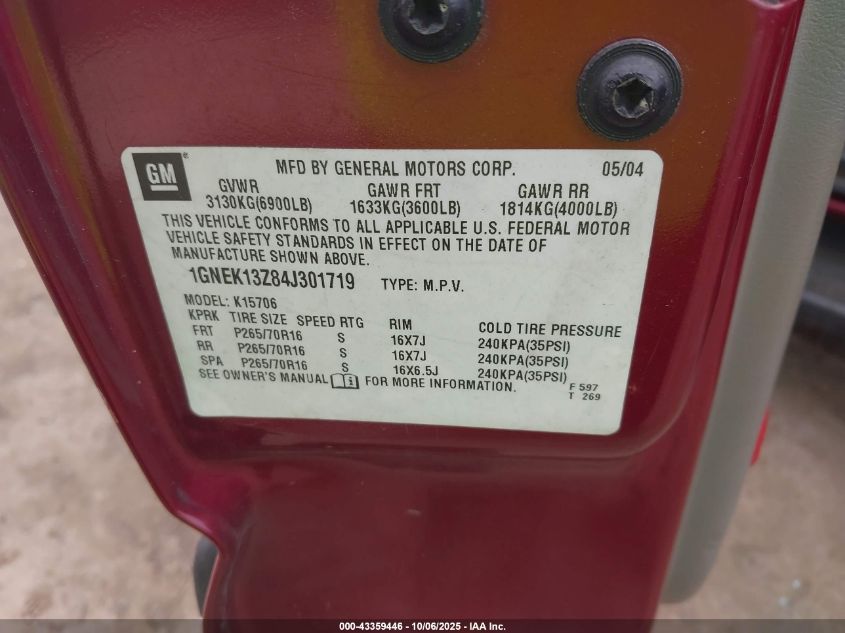 GM
MFD BY GENERAL MOTORS CORP. 05/04
GVWR GAWR FRT GAWR RR
3130KG(6900LB) 1633KG(3600LB) 1814KG(4000LB)
THIS VEHICLE CONFORMS TO ALL APPLICABLE U.S. FEDERAL MOTOR
VEHICLE SAFETY STANDARDS IN EFFECT ON THE DATE OF
MANUFACTURE SHOWN ABOVE.
1GNEK13Z84J301719 TYPE: M.P.V.
MODEL: K15706
KPRK TIRE SIZE SPEED RTG RIM COLD TIRE PRESSURE
FRT P265/70R16 S 16X7J 240KPA(35PSI)
RR P265/70R16 S 16X7J 240KPA(35PSI)
SPA P265/70R16 S 16X6.5J 240KPA(35PSI)
SEE OWNER'S MANUAL FOR MORE INFORMATION.
F 597
T 269
000-43359446 - 10/06/2025 - IAA Inc.